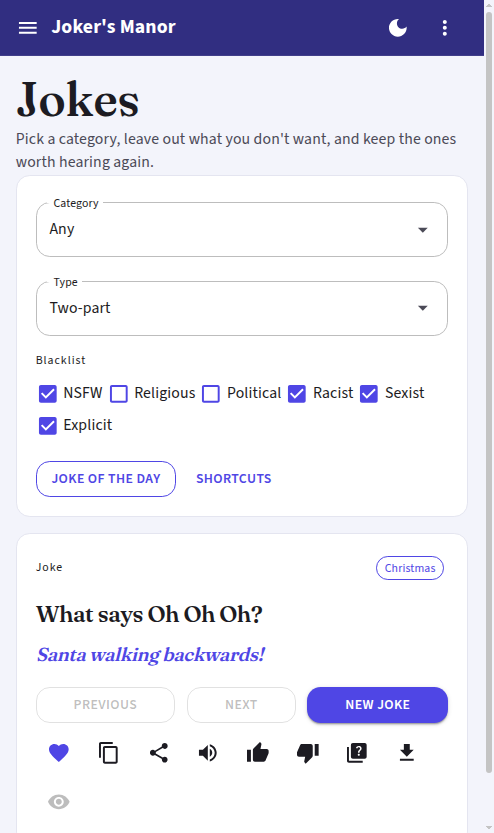 Joker's Manor
Jokes
Pick a category, leave out what you don't want, and keep the ones
worth hearing again.
Category
Any
Type
Two-part
Blacklist
NSFW Religious Political Racist Sexist
Explicit
JOKE OF THE DAY SHORTCUTS
Joke Christmas
What says Oh Oh Oh?
Santa walking backwards!
PREVIOUS NEXT NEW JOKE